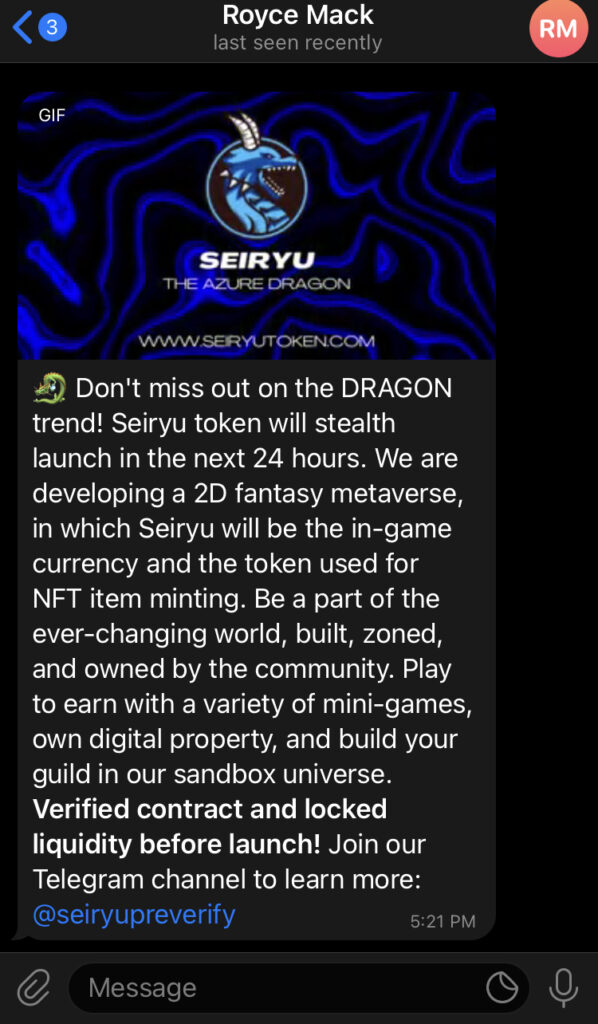 3
Royce Mack
last seen recently
RM
GIF
SEIRYU
THE AZURE DRAGON
WWW.SEIRYUTOKEN.COM
🐉 Don't miss out on the DRAGON
trend! Seiryu token will stealth
launch in the next 24 hours. We are
developing a 2D fantasy metaverse,
in which Seiryu will be the in-game
currency and the token used for
NFT item minting. Be a part of the
ever-changing world, built, zoned,
and owned by the community. Play
to earn with a variety of mini-games,
own digital property, and build your
guild in our sandbox universe.
Verified contract and locked
liquidity before launch! Join our
Telegram channel to learn more:
@seiryupreverify
5:21 PM
Message